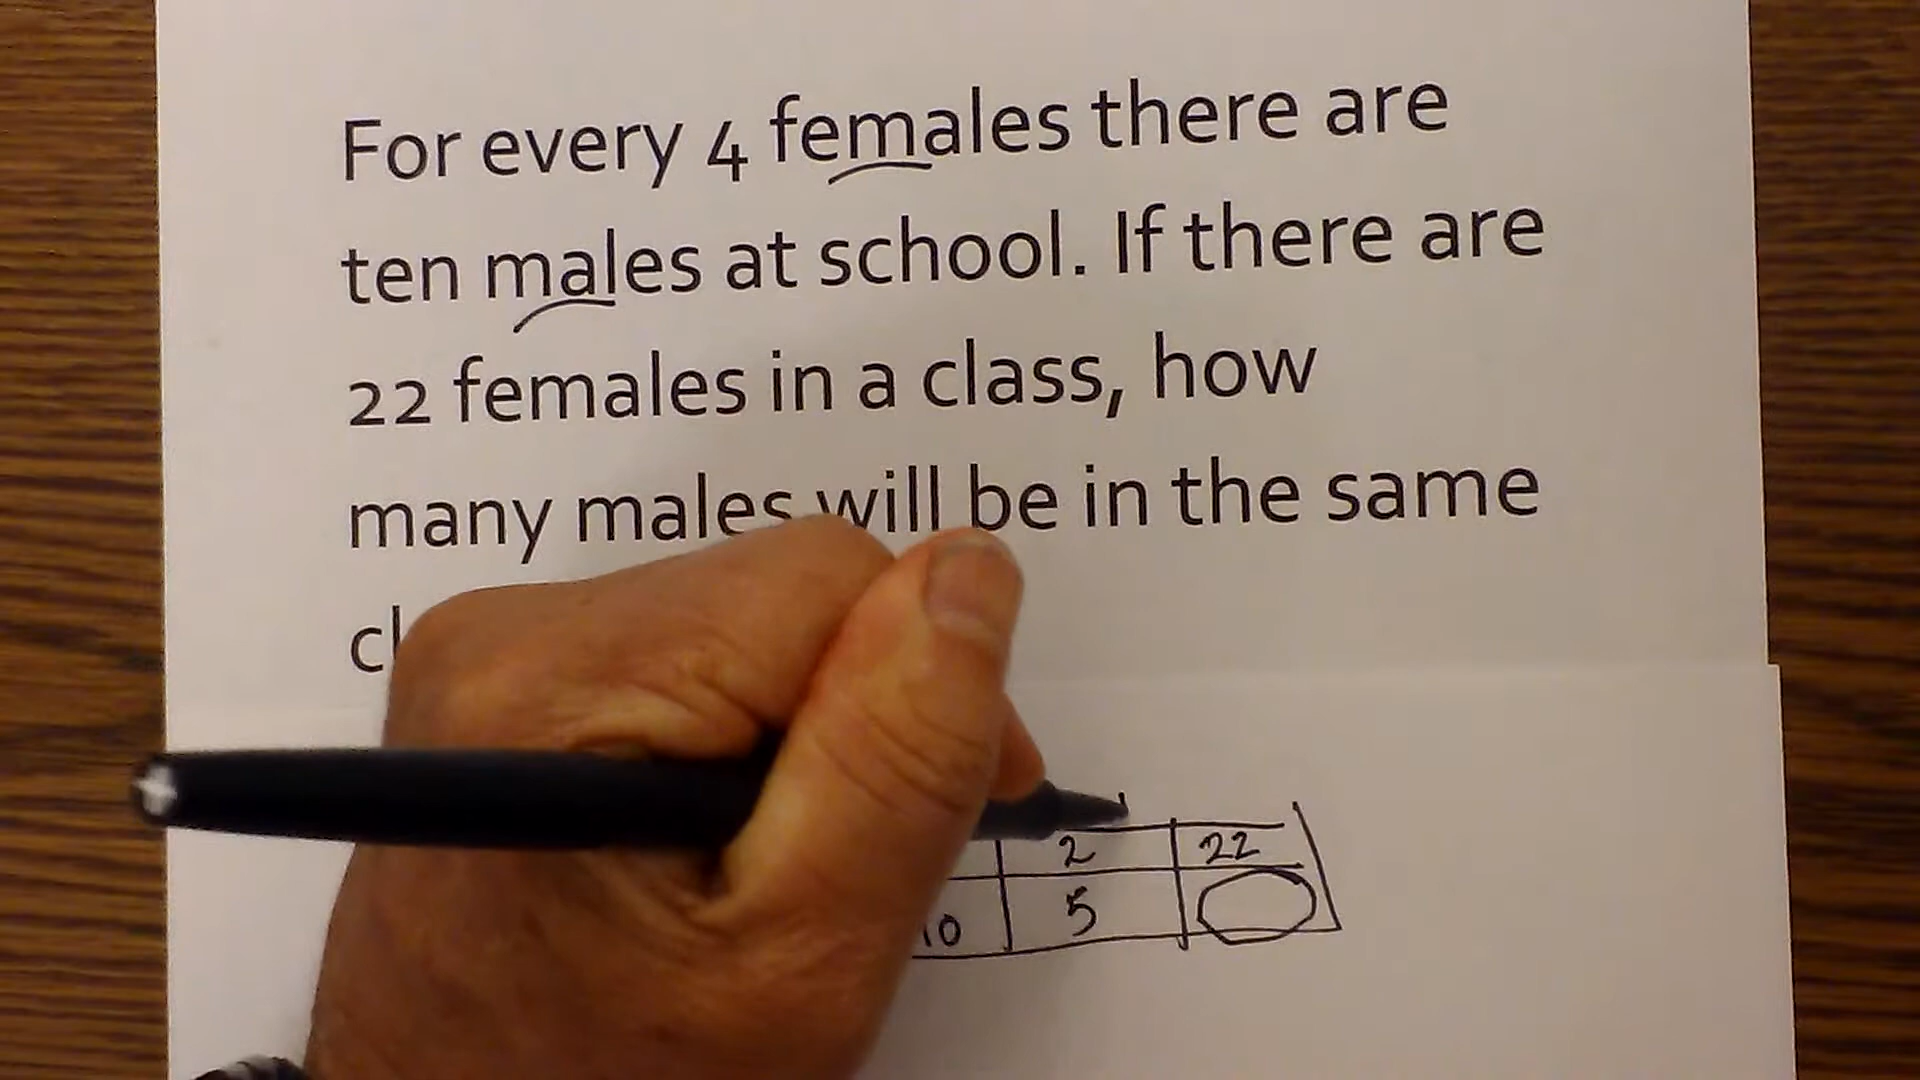 For every 4 females there are
ten males at school. If there are
22 females in a class, how
many males will be in the same
2 22
10 5